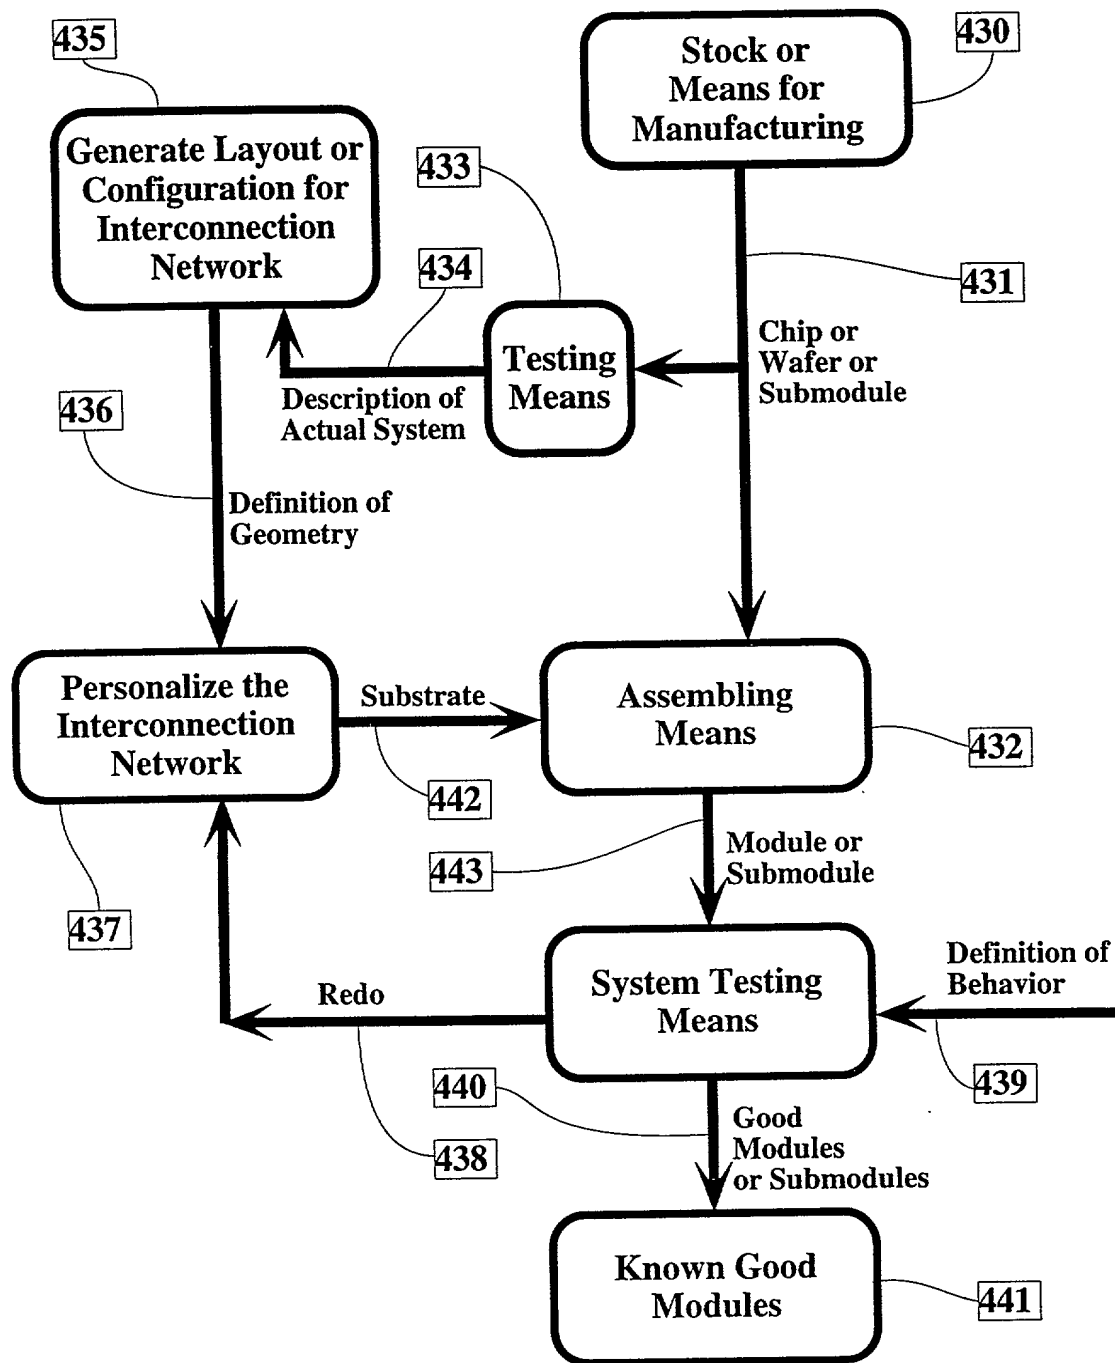 435
430
Stock or
Means for
Manufacturing
Generate Layout or
Configuration for
Interconnection
Network
433
434
431
Chip or
Wafer or
Submodule
Testing
Means
Description of
Actual System
436
Definition of
Geometry
Personalize the
Interconnection
Network
Substrate
442
Assembling
Means
432
443
Module or
Submodule
437
System Testing
Means
Definition of
Behavior
439
Redo
440
438
Good
Modules
or Submodules
Known Good
Modules
441